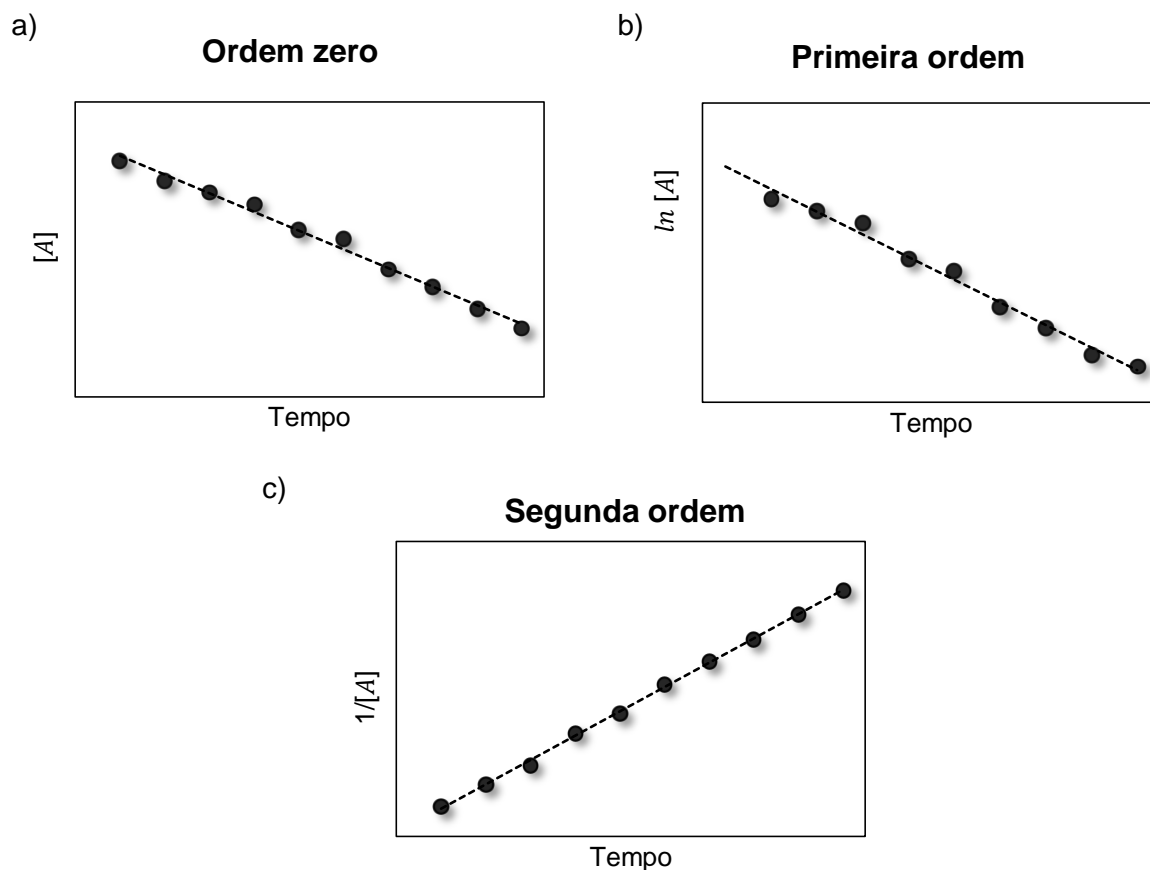 a)
Ordem zero
[A]
Tempo
b)
Primeira ordem
ln [A]
Tempo
c)
Segunda ordem
1/[A]
Tempo